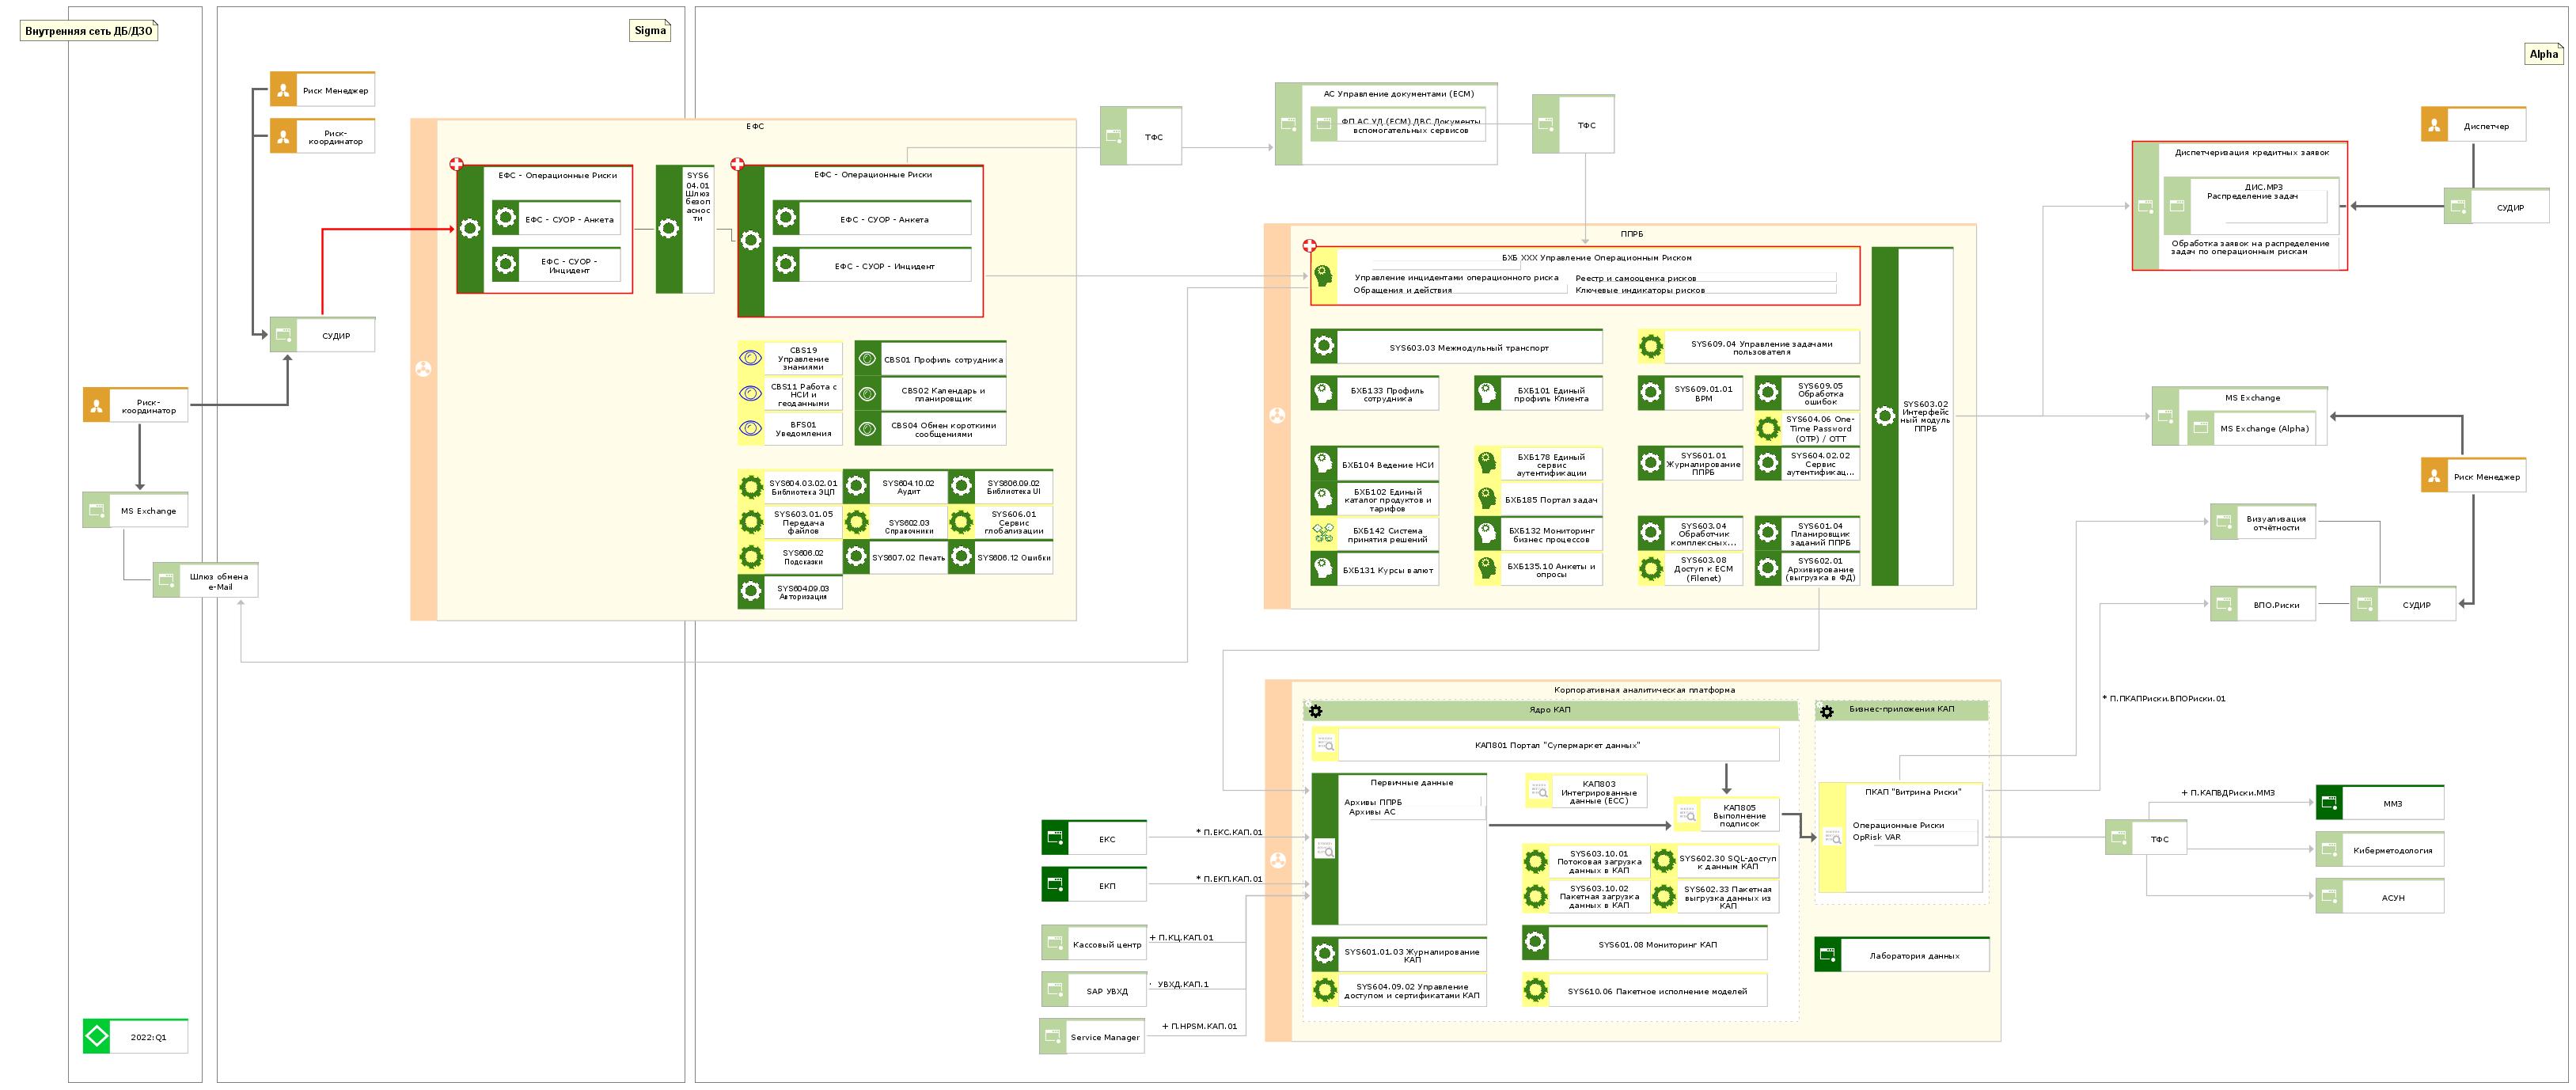 Внутренняя сеть ДБ/ДЗО
Sigma
Alpha
Риск Менеджер
Риск-
координатор
СУДИР
Риск-
координатор
MS Exchange
Шлюз обмена
e-Mail
2022:Q1
ЕФС
ЕФС - Операционные Риски
ЕФС - СУОР - Анкета
ЕФС - СУОР -
Инцидент
SYS6
04.01
Шлюз
безоп
аснос
ти
ЕФС - Операционные Риски
ЕФС - СУОР - Анкета
ЕФС - СУОР - Инцидент
CBS19
Управление
знаниями
CBS01 Профиль сотрудника
CBS11 Работа с
НСИ и
геоданными
CBS02 Календарь и
планировщик
BFS01
Уведомления
CBS04 Обмен короткими
сообщениями
SYS604.03.02.01
Библиотека ЭЦП
SYS604.10.02
Аудит
SYS606.09.02
Библиотека UI
SYS603.01.05
Передача
файлов
SYS602.03
Справочники
SYS606.01
Сервис
глобализации
SYS606.02
Подсказки
SYS607.02 Печать
SYS606.12 Ошибки
SYS604.09.03
Авторизация
ТФС
АС Управление документами (ECM)
ФП АС УД (ECM) ДВС Документы
вспомогательных сервисов
ТФС
ППРБ
БХБ XXX Управление Операционным Риском
Управление инцидентами операционного риска
Реестр и самооценка рисков
Обращения и действия
Ключевые индикаторы рисков
SYS603.03 Межмодульный транспорт
SYS609.04 Управление задачами
пользователя
БХБ133 Профиль
сотрудника
БХБ101 Единый
профиль Клиента
SYS609.01.01
BPM
SYS609.05
Обработка
ошибок
SYS604.06 One-
Time Password
(OTP) / ОТТ
БХБ104 Ведение НСИ
БХБ178 Единый
сервис
аутентификации
SYS601.01
Журналирование
ППРБ
SYS604.02.02
Сервис
аутентификац...
БХБ102 Единый
каталог продуктов и
тарифов
БХБ185 Портал задач
БХБ142 Система
принятия решений
БХБ132 Мониторинг
бизнес процессов
SYS603.04
Обработчик
комплексных...
SYS601.04
Планировщик
заданий ППРБ
БХБ131 Курсы валют
БХБ135.10 Анкеты и
опросы
SYS603.08
Доступ к ECM
(Filenet)
SYS602.01
Архивирование
(выгрузка в ФД)
SYS603.02
Интерфейс
ный модуль
ППРБ
Диспетчеризация кредитных заявок
ДИС.МРЗ
Распределение задач
Обработка заявок на распределение
задач по операционным рискам
Диспетчер
СУДИР
MS Exchange
MS Exchange (Alpha)
Риск Менеджер
Визуализация
отчётности
ВПО.Риски
СУДИР
* П.ПКАПРиски.ВПОРиски.01
Корпоративная аналитическая платформа
Ядро КАП
Бизнес-приложения КАП
КАП801 Портал "Супермаркет данных"
Первичные данные
Архивы ППРБ
Архивы АС
КАП803
Интегрированные
данные (ЕСС)
КАП805
Выполнение
подписок
SYS603.10.01
Потоковая загрузка
данных в КАП
SYS602.30 SQL-доступ
к данным КАП
SYS603.10.02
Пакетная загрузка
данных в КАП
SYS602.33 Пакетная
выгрузка данных из
КАП
SYS601.01.03 Журналирование
КАП
SYS601.08 Мониторинг КАП
SYS604.09.02 Управление
доступом и сертификатами КАП
SYS610.06 Пакетное исполнение моделей
ПКАП "Витрина Риски"
Операционные Риски
OpRisk VAR
Лаборатория данных
ЕКС
* П.ЕКС.КАП.01
ЕКП
* П.ЕКП.КАП.01
Кассовый центр
+ П.КЦ.КАП.01
SAP УВХД
УВХД.КАП.1
Service Manager
+ П.HPSM.КАП.01
ТФС
+ П.КАПВДРиски.ММЗ
ММЗ
Киберметодология
АСУН